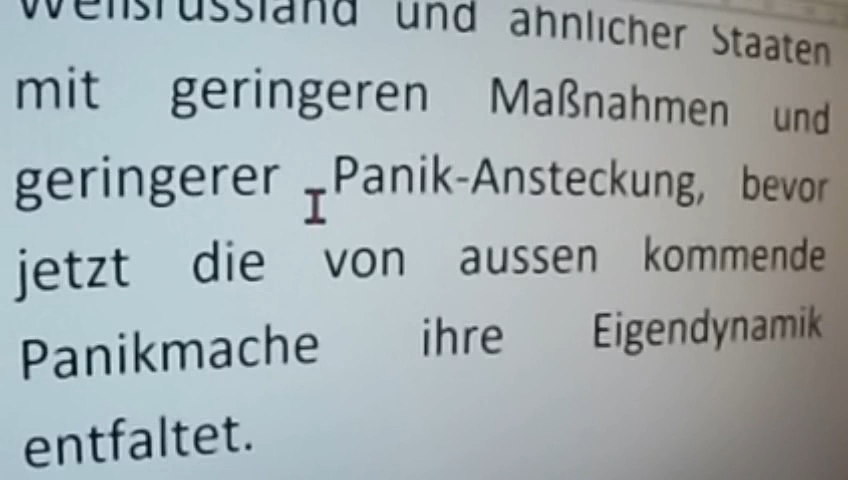 Weißrussland und ähnlicher Staaten
mit geringeren Maßnahmen und
geringerer Panik-Ansteckung, bevor
jetzt die von aussen kommende
Panikmache ihre Eigendynamik
entfaltet.